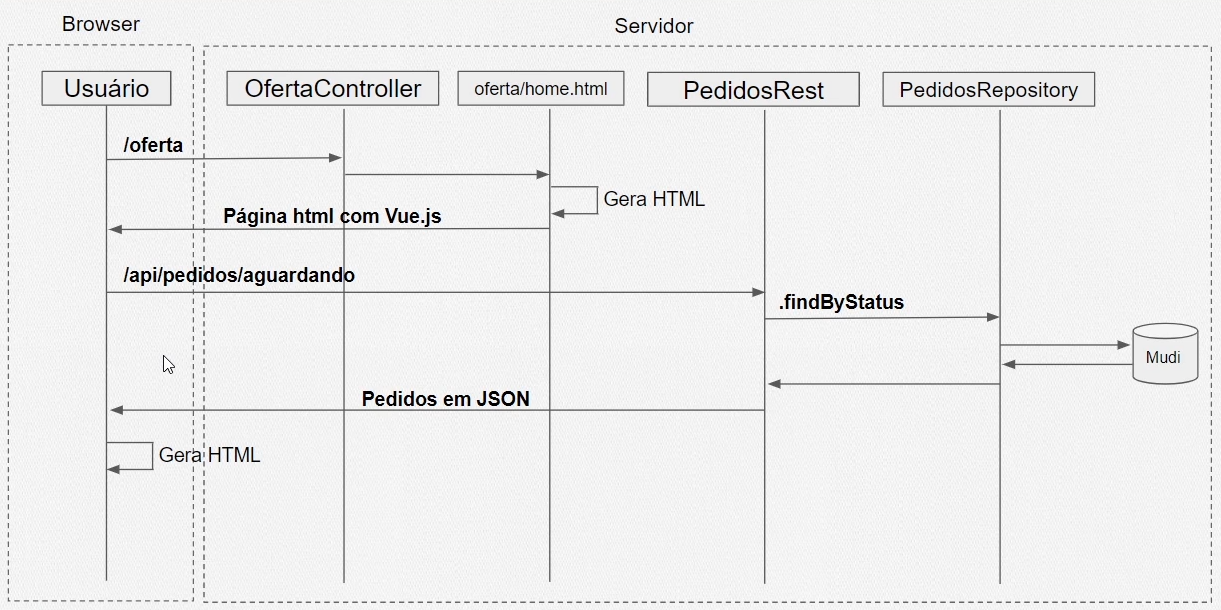 Browser
Servidor
Usuário
OfertaController
oferta/home.html
PedidosRest
PedidosRepository
/oferta
Gera HTML
Página html com Vue.js
/api/pedidos/aguardando
.findByStatus
Mudi
Pedidos em JSON
Gera HTML